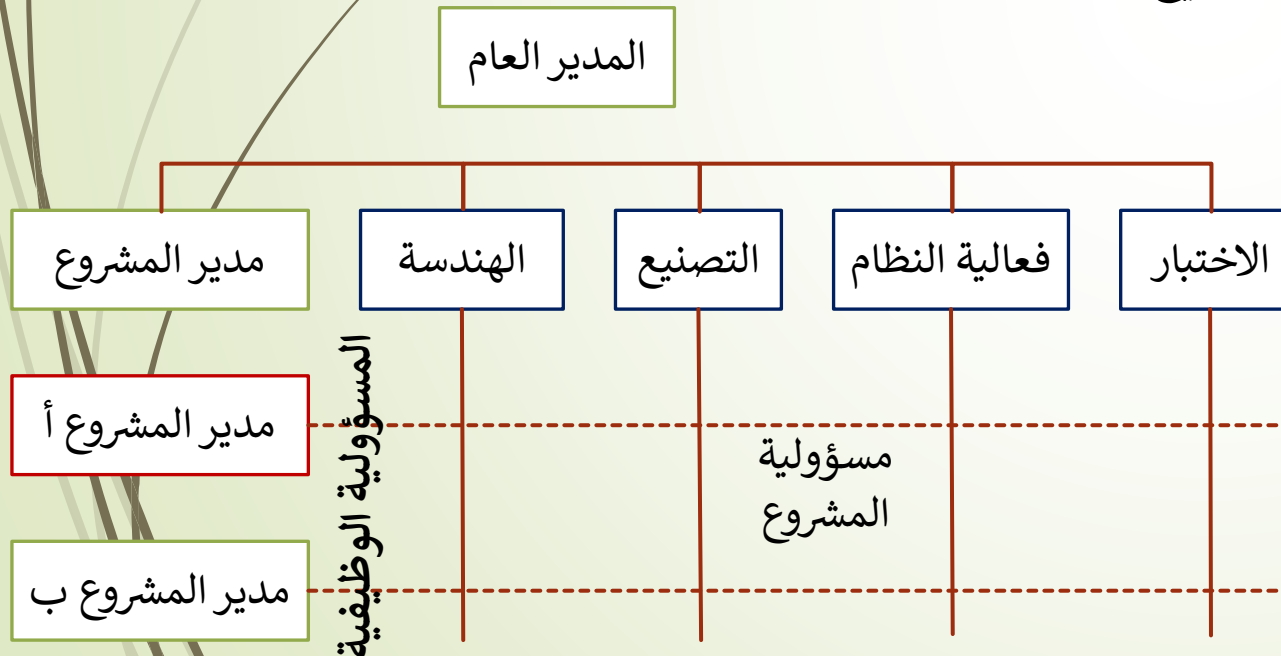 المدير العام
الاختبار
فعالية النظام
التصنيع
الهندسة
مدير المشروع
المسؤولية الوظيفية
مدير المشروع أ
مسؤولية
المشروع
مدير المشروع ب